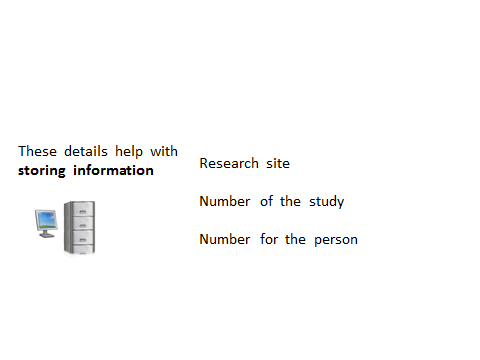 These details help with
storing information
Research site
Number of the study
Number for the person